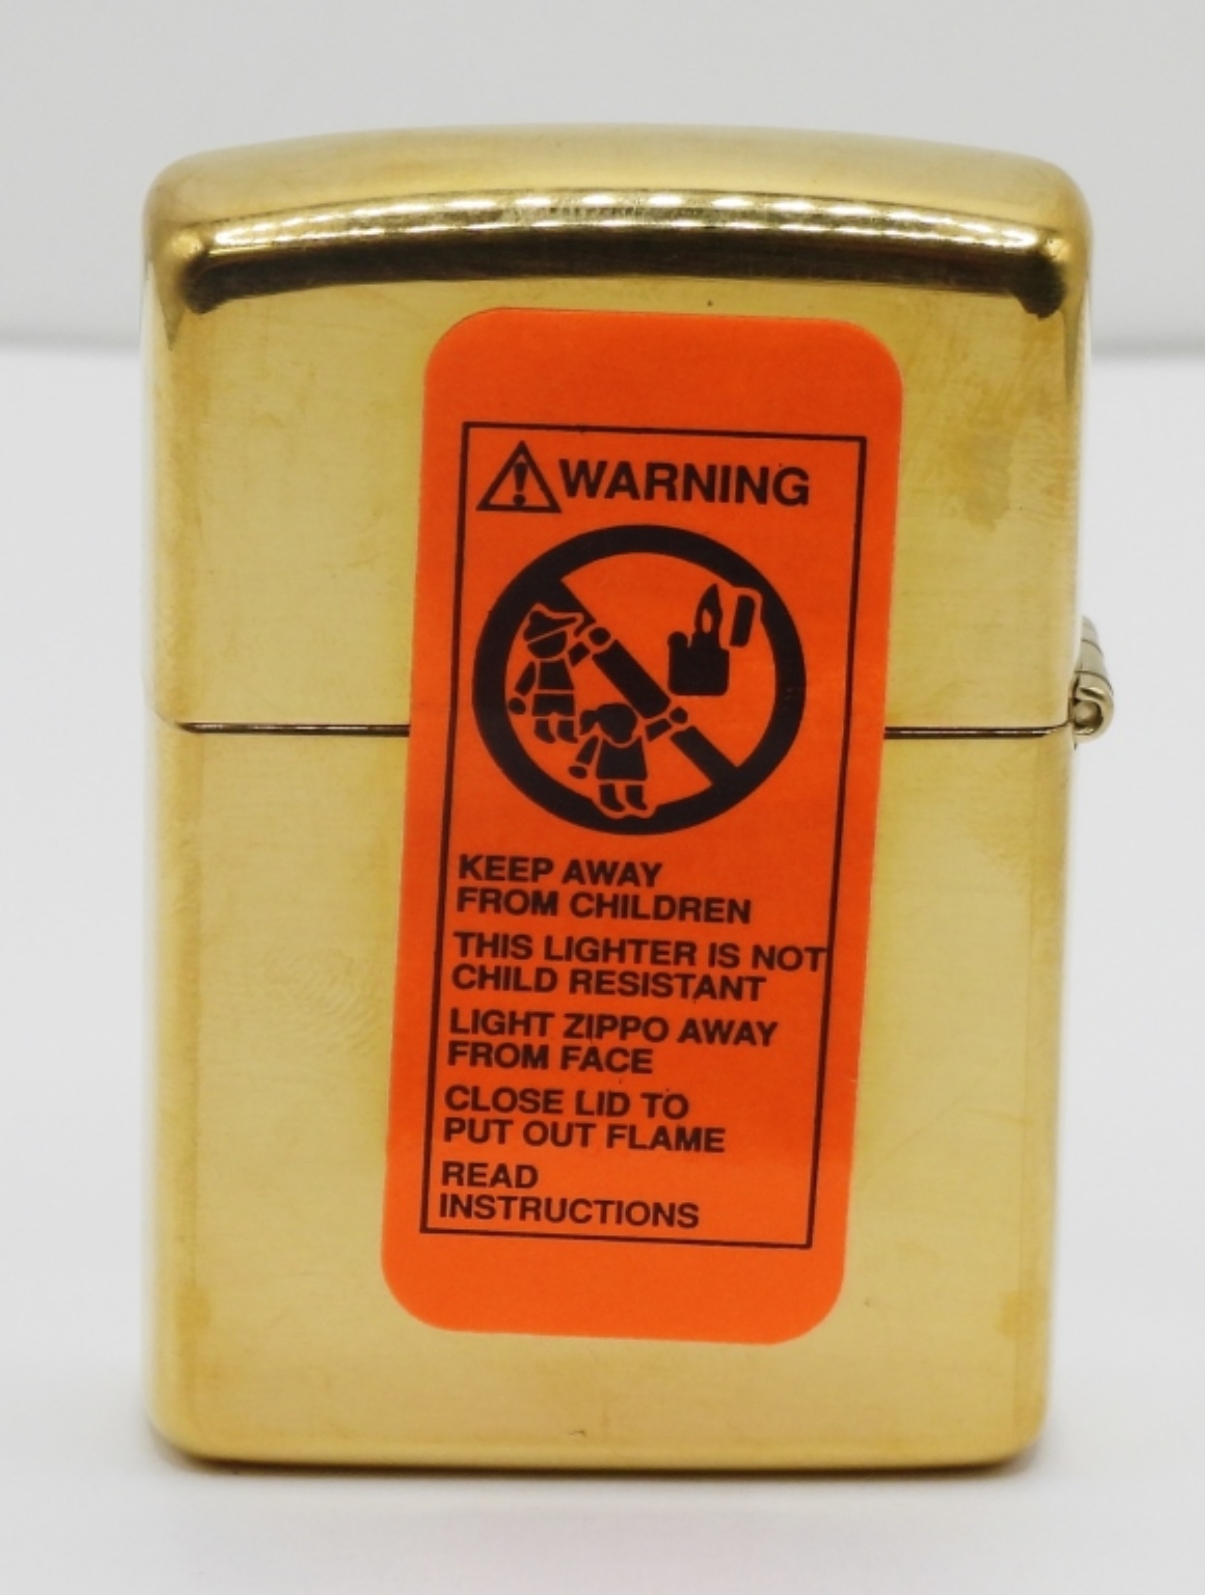 WARNING
KEEP AWAY
FROM CHILDREN
THIS LIGHTER IS NOT
CHILD RESISTANT
LIGHT ZIPPO AWAY
FROM FACE
CLOSE LID TO
PUT OUT FLAME
READ
INSTRUCTIONS